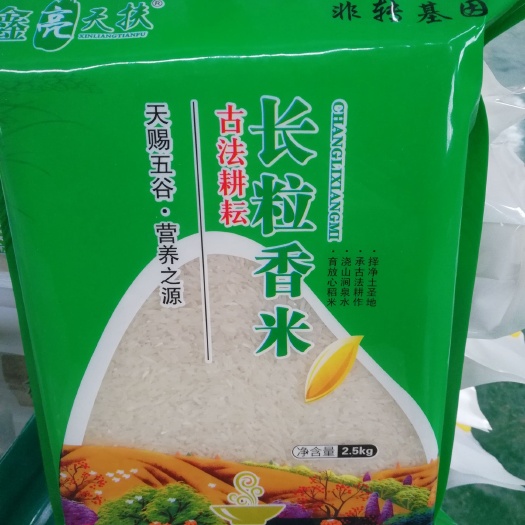 鑫亮天扶®
XINLIANGTIANFU
非转基因
CHANGLIXIANGMI
长粒香米
古法耕耘
天赐五谷·营养之源
·择净土圣地
·承古法耕作
·浇山涧泉水
·育放心稻米
净含量 2.5kg